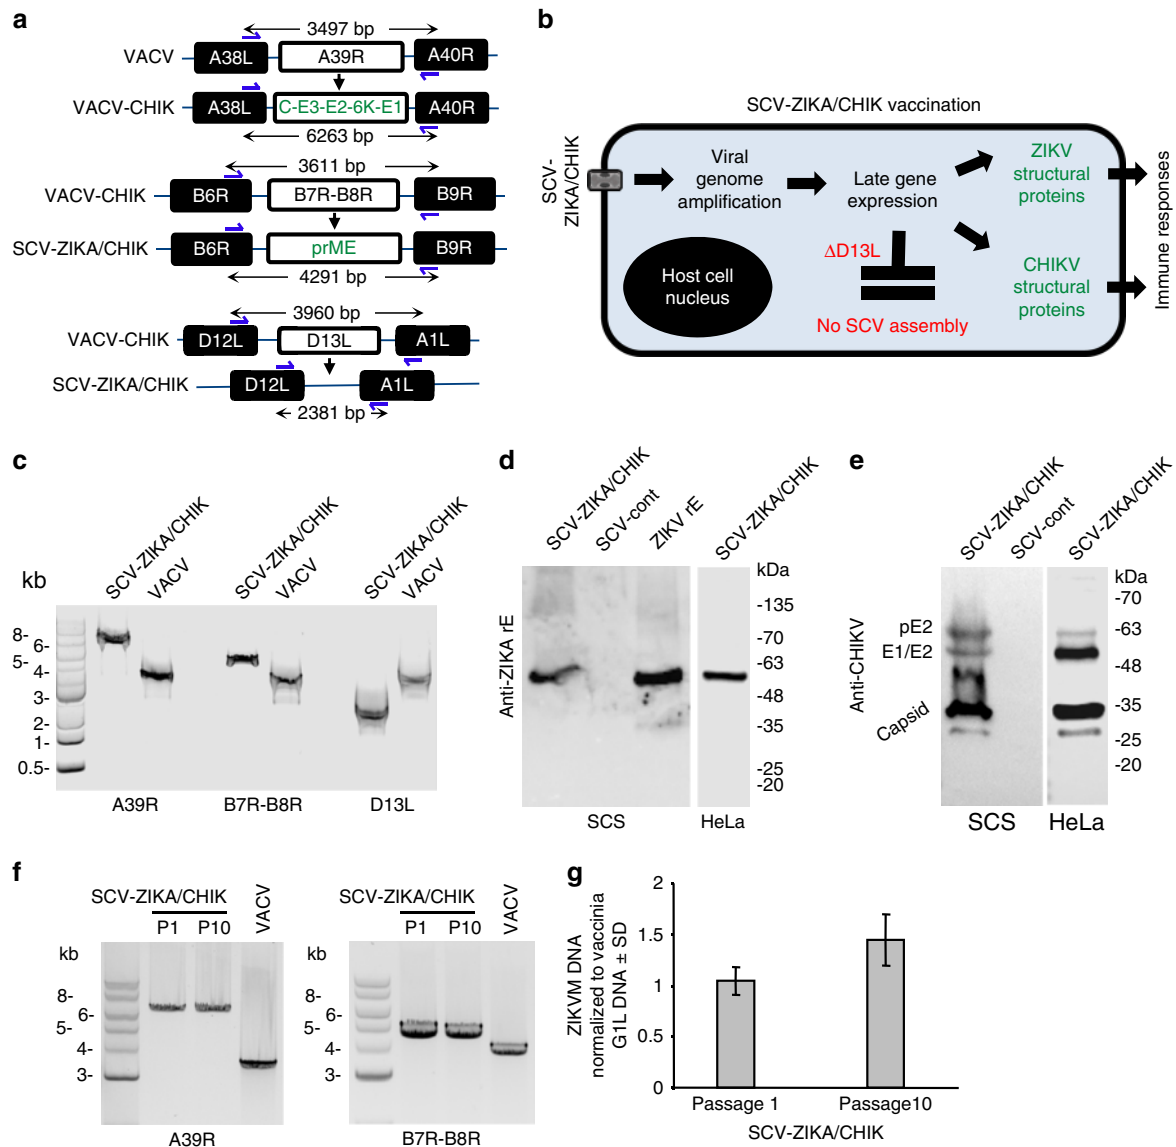 a
3497 bp
VACV
A38L
A39R
A40R
VACV-CHIK
A38L
C-E3-E2-6K-E1
A40R
6263 bp
3611 bp
VACV-CHIK
B6R
B7R-B8R
B9R
SCV-ZIKA/CHIK
B6R
prME
B9R
4291 bp
3960 bp
VACV-CHIK
D12L
D13L
A1L
SCV-ZIKA/CHIK
D12L
A1L
2381 bp
b
SCV-ZIKA/CHIK vaccination
SCV-
ZIKA/CHIK
Viral
genome
amplification
Late gene
expression
ZIKV
structural
proteins
CHIKV
structural
proteins
Immune responses
Host cell
nucleus
ΔD13L
No SCV assembly
c
kb
SCV-ZIKA/CHIK
VACV
SCV-ZIKA/CHIK
VACV
SCV-ZIKA/CHIK
VACV
8-
6-
5-
4-
3-
2-
1-
0.5-
A39R
B7R-B8R
D13L
d
SCV-ZIKA/CHIK
SCV-cont
ZIKV rE
SCV-ZIKA/CHIK
Anti-ZIKA rE
kDa
-135
-70
-63
-48
-35
-25
-20
SCS
HeLa
e
SCV-ZIKA/CHIK
SCV-cont
SCV-ZIKA/CHIK
Anti-CHIKV
pE2
E1/E2
Capsid
kDa
-70
-63
-48
-35
-25
-20
SCS
HeLa
f
SCV-ZIKA/CHIK
P1
P10
VACV
kb
8-
6-
5-
4-
3-
A39R
SCV-ZIKA/CHIK
P1
P10
VACV
kb
8-
6-
5-
4-
3-
B7R-B8R
g
ZIKVM DNA
normalized to vaccinia
G1L DNA ± SD
2
1.5
1
0.5
0
Passage 1
Passage10
SCV-ZIKA/CHIK